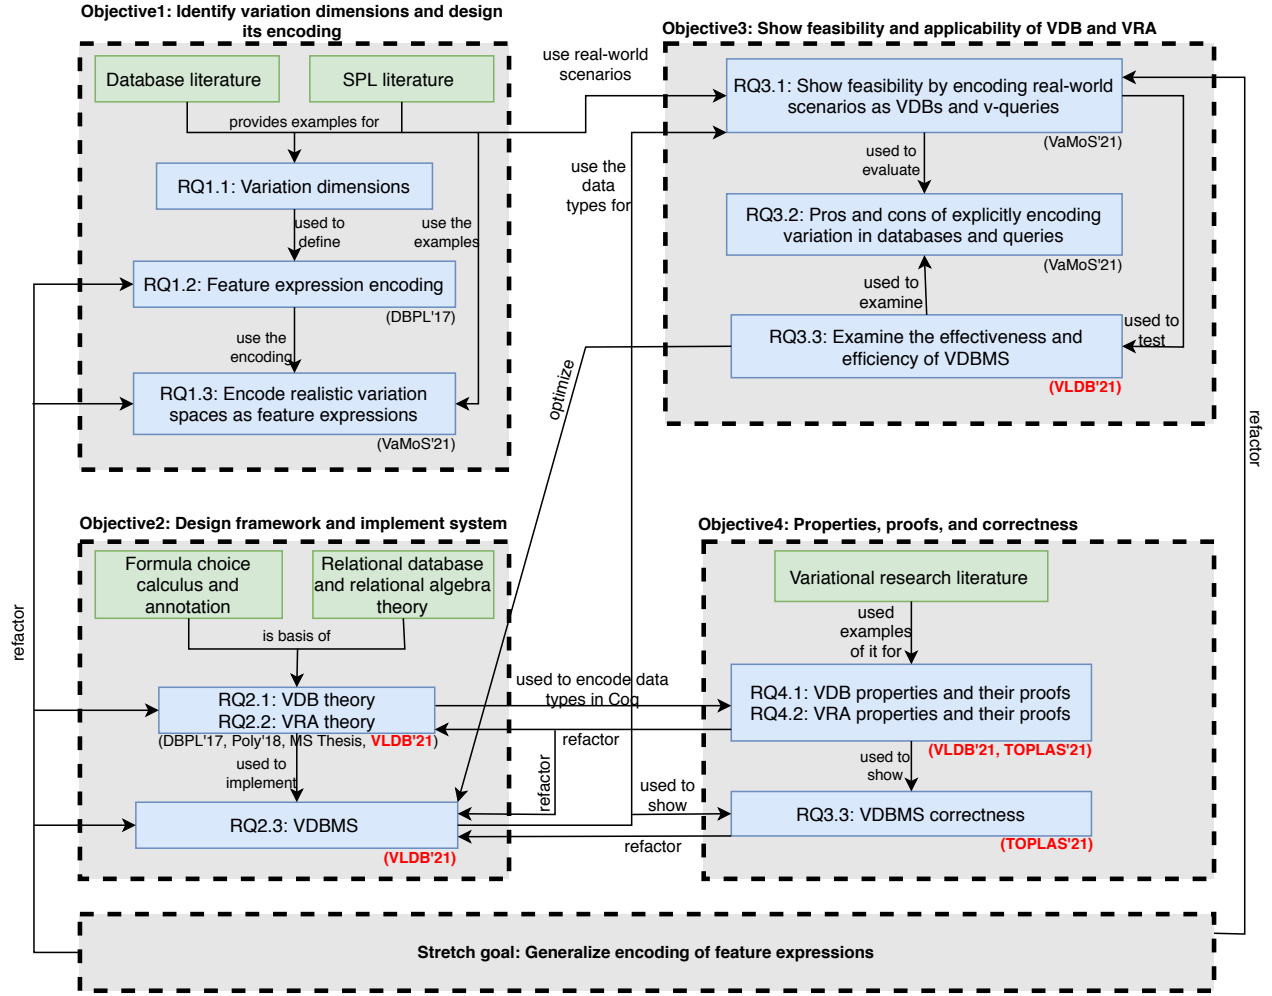 Objective1: Identify variation dimensions and design
its encoding
Database literature
SPL literature
provides examples for
RQ1.1: Variation dimensions
used to
define
use the
examples
RQ1.2: Feature expression encoding
(DBPL'17)
use the
encoding
RQ1.3: Encode realistic variation
spaces as feature expressions
(VaMoS'21)
use real-world
scenarios
use the
data
types for
Objective3: Show feasibility and applicability of VDB and VRA
RQ3.1: Show feasibility by encoding real-world
scenarios as VDBs and v-queries
(VaMoS'21)
used to
evaluate
RQ3.2: Pros and cons of explicitly encoding
variation in databases and queries
(VaMoS'21)
used to
examine
used to
test
RQ3.3: Examine the effectiveness and
efficiency of VDBMS
(VLDB'21)
optimize
refactor
Objective2: Design framework and implement system
Formula choice
calculus and
annotation
Relational database
and relational algebra
theory
is basis of
RQ2.1: VDB theory
RQ2.2: VRA theory
(DBPL'17, Poly'18, MS Thesis, VLDB'21)
used to
implement
RQ2.3: VDBMS
(VLDB'21)
refactor
used to encode data
types in Coq
refactor
refactor
used to
show
refactor
Objective4: Properties, proofs, and correctness
Variational research literature
used
examples
of it for
RQ4.1: VDB properties and their proofs
RQ4.2: VRA properties and their proofs
(VLDB'21, TOPLAS'21)
used to
show
RQ3.3: VDBMS correctness
(TOPLAS'21)
Stretch goal: Generalize encoding of feature expressions